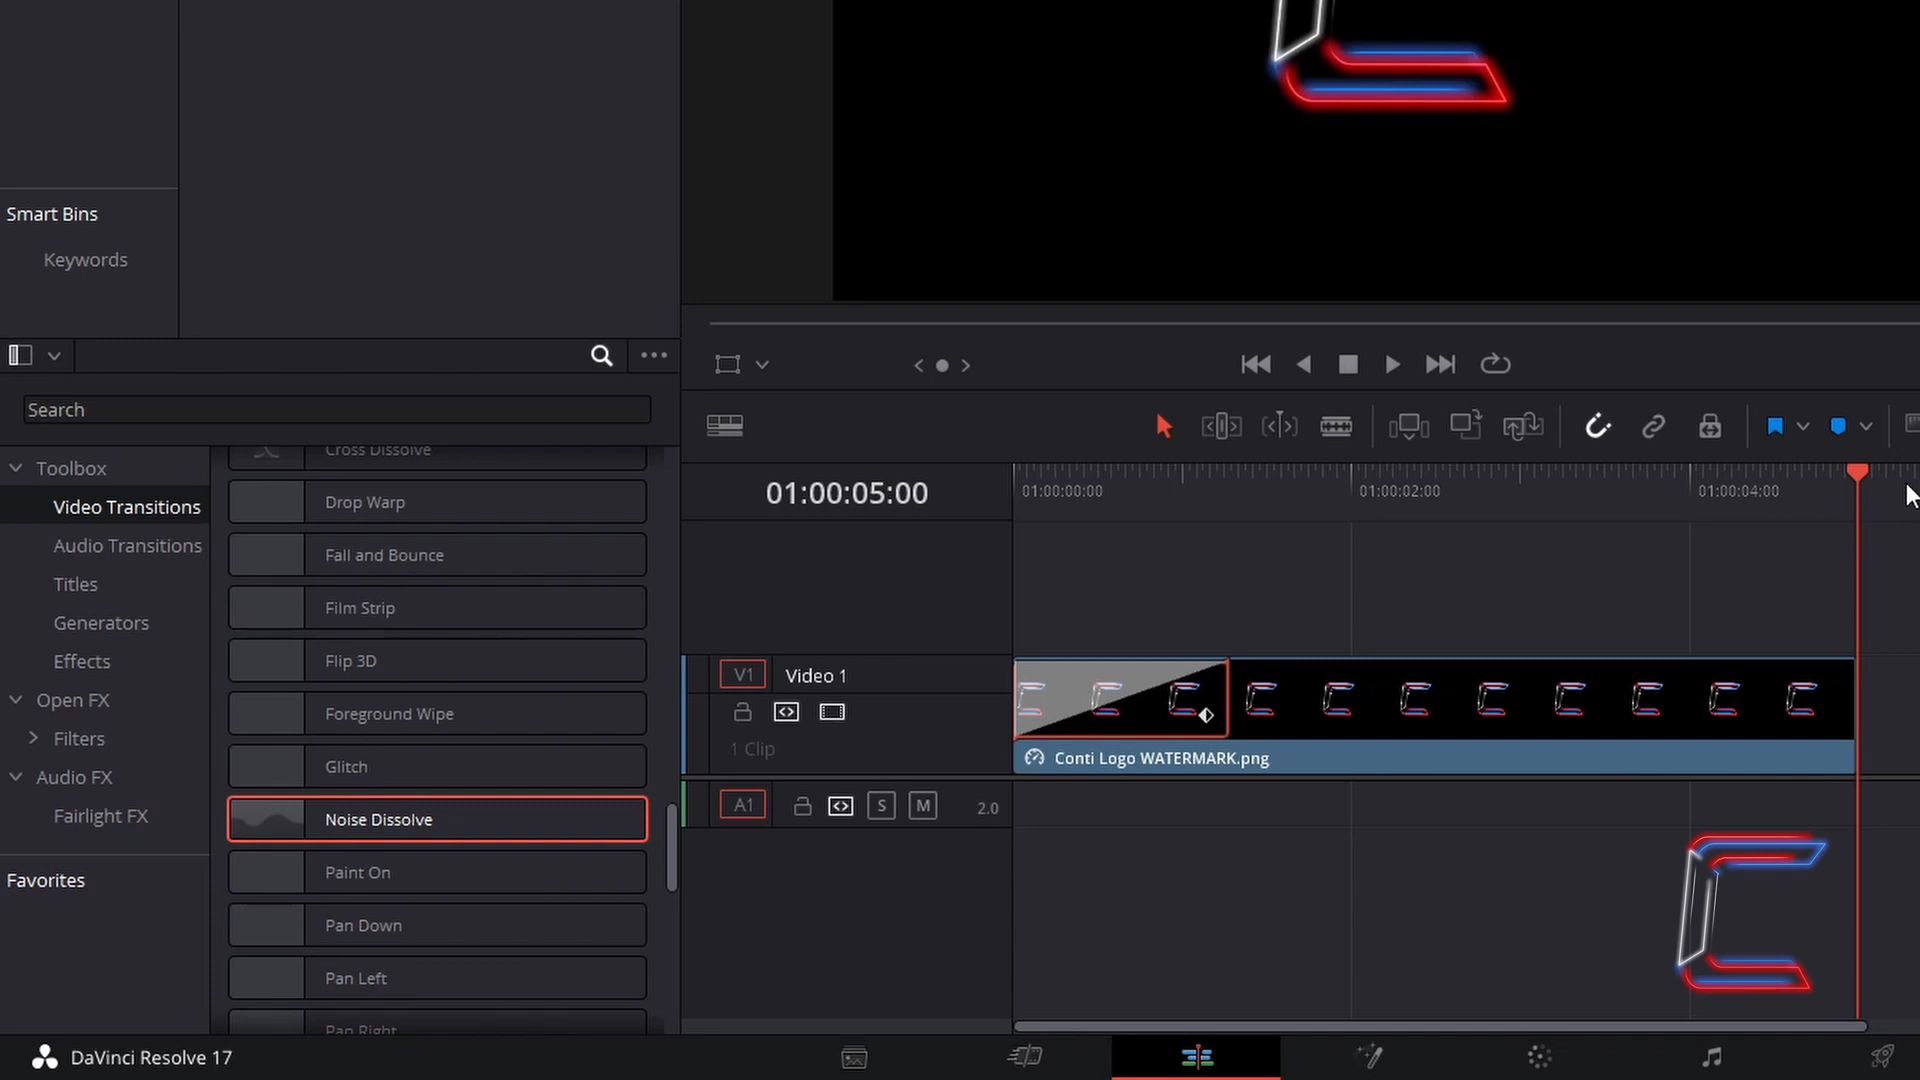 Smart Bins
Keywords
Search
Toolbox
Video Transitions
Audio Transitions
Titles
Generators
Effects
Open FX
Filters
Audio FX
Fairlight FX
Favorites
Cross Dissolve
Drop Warp
Fall and Bounce
Film Strip
Flip 3D
Foreground Wipe
Glitch
Noise Dissolve
Paint On
Pan Down
Pan Left
Pan Right
01:00:05:00
01:00:00:00
01:00:02:00
01:00:04:00
V1
Video 1
1 Clip
Conti Logo WATERMARK.png
A1
S
M
2.0
DaVinci Resolve 17